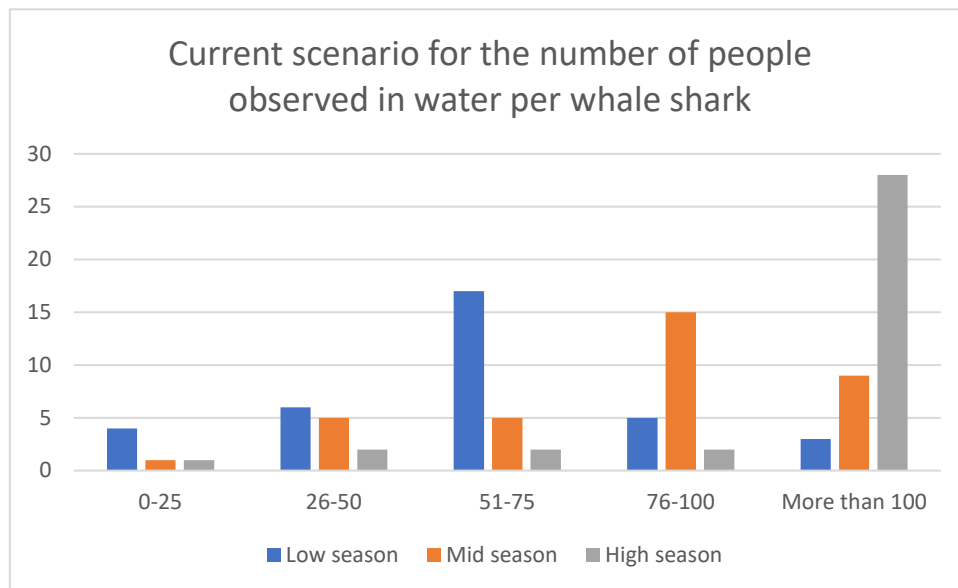 Current scenario for the number of people
observed in water per whale shark
30
25
20
15
10
5
0
0-25 26-50 51-75 76-100 More than 100
Low season Mid season High season